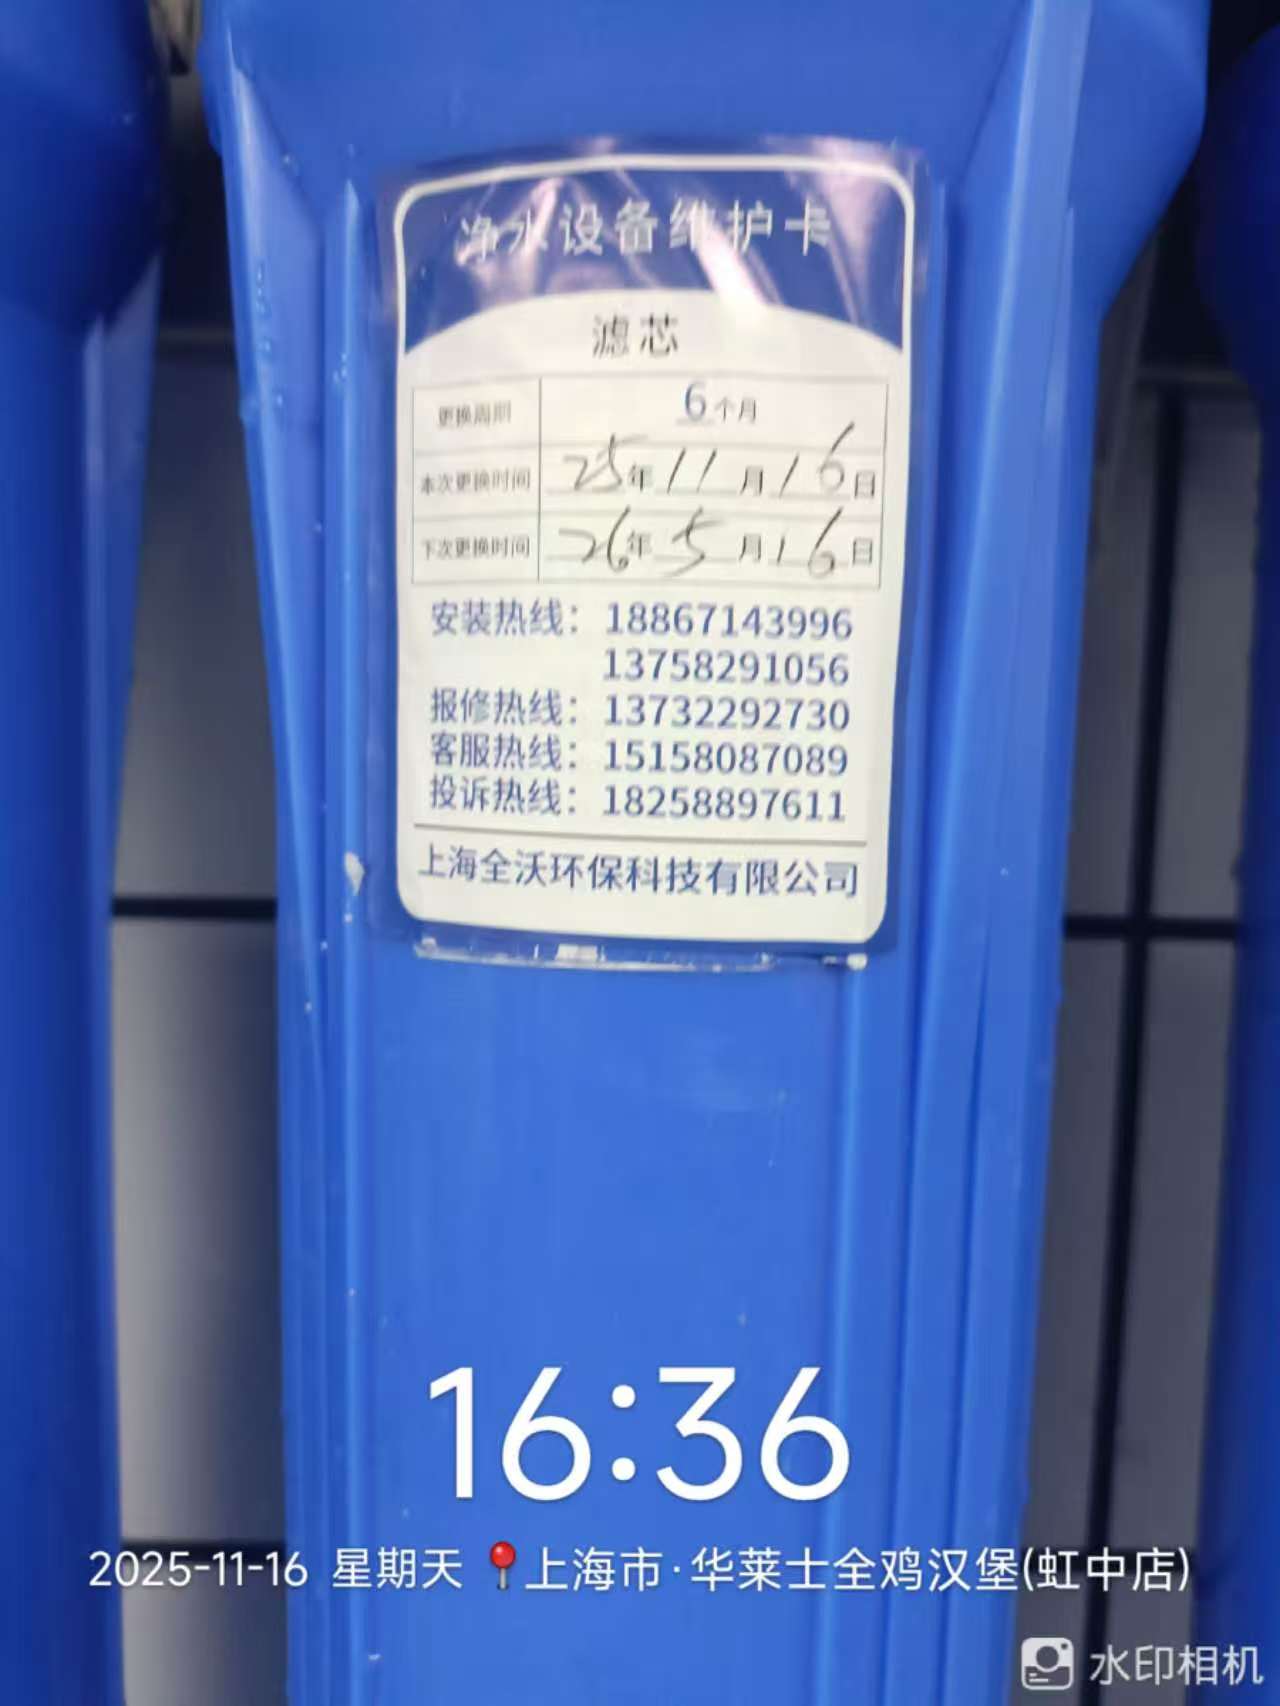 净水设备维护卡
滤芯
更换周期 6个月
本次更换时间 25年11月16日
下次更换时间 26年5月16日
安装热线：18867143996
13758291056
报修热线：13732292730
客服热线：15158087089
投诉热线：18258897611
上海全沃环保科技有限公司
16:36
2025-11-16 星期天 📍上海市·华莱士全鸡汉堡(虹中店)
水印相机